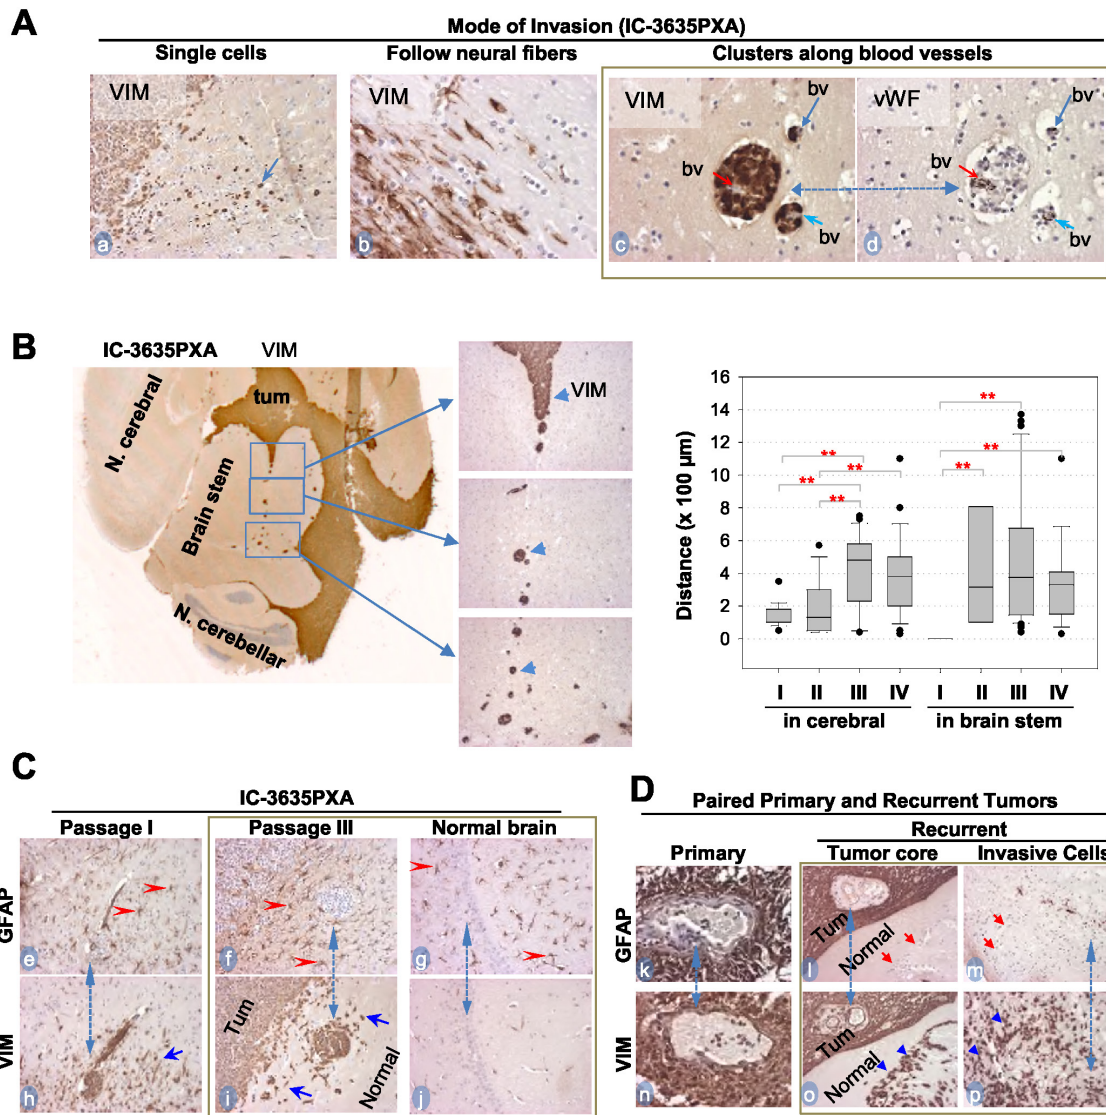 A
Mode of Invasion (IC-3635PXA)
Single cells
Follow neural fibers
Clusters along blood vessels
VIM
VIM
VIM
vWF
bv
bv
bv
bv
bv
bv
a
b
c
d
B
IC-3635PXA
VIM
N. cerebral
tum
Brain stem
N. cerebellar
VIM
Distance (x 100 µm)
16
14
12
10
8
6
4
2
0
**
**
**
**
**
**
**
I II III IV I II III IV
in cerebral
in brain stem
C
IC-3635PXA
Passage I
Passage III
Normal brain
GFAP
e
f
g
VIM
Tum
Normal
h
i
j
D
Paired Primary and Recurrent Tumors
Recurrent
Primary
Tumor core
Invasive Cells
GFAP
Tum
Normal
k
l
m
VIM
Tum
Normal
n
o
p